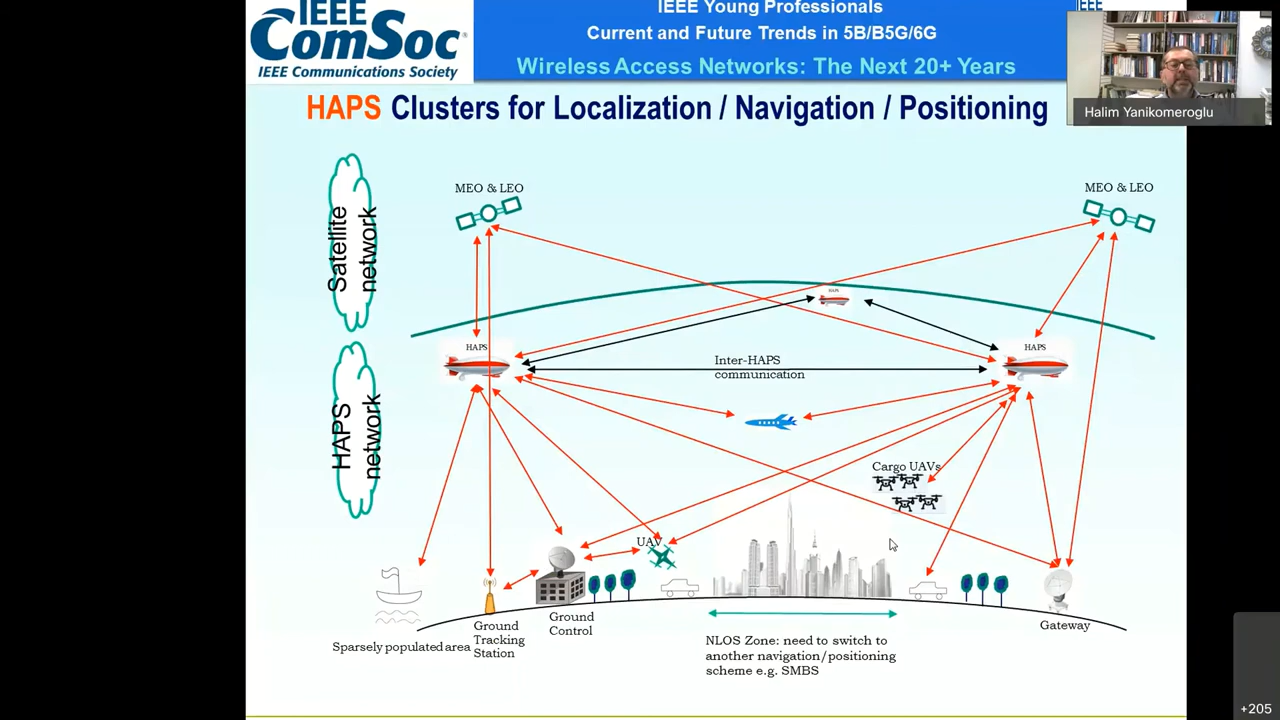 IEEE
ComSoc®
IEEE Communications Society
IEEE Young Professionals
Current and Future Trends in 5B/B5G/6G
Wireless Access Networks: The Next 20+ Years
IEEE
Halim Yanikomeroglu
HAPS Clusters for Localization / Navigation / Positioning
Satellite
network
MEO & LEO
MEO & LEO
HAPS
HAPS
HAPS
Inter-HAPS
communication
HAPS
network
Cargo UAVs
UAV
Sparsely populated area
Ground
Tracking
Station
Ground
Control
NLOS Zone: need to switch to
another navigation/positioning
scheme e.g. SMBS
Gateway
+205